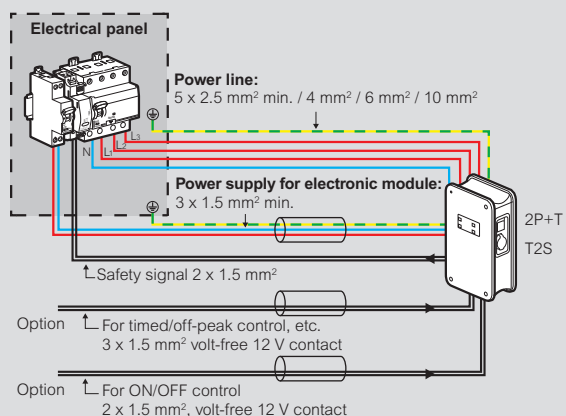 Electrical panel
Power line:
5 x 2.5 mm² min. / 4 mm² / 6 mm² / 10 mm²
N L1 L2 L3
Power supply for electronic module:
3 x 1.5 mm² min.
2P+T
T2S
Safety signal 2 x 1.5 mm²
Option
For timed/off-peak control, etc.
3 x 1.5 mm² volt-free 12 V contact
Option
For ON/OFF control
2 x 1.5 mm², volt-free 12 V contact